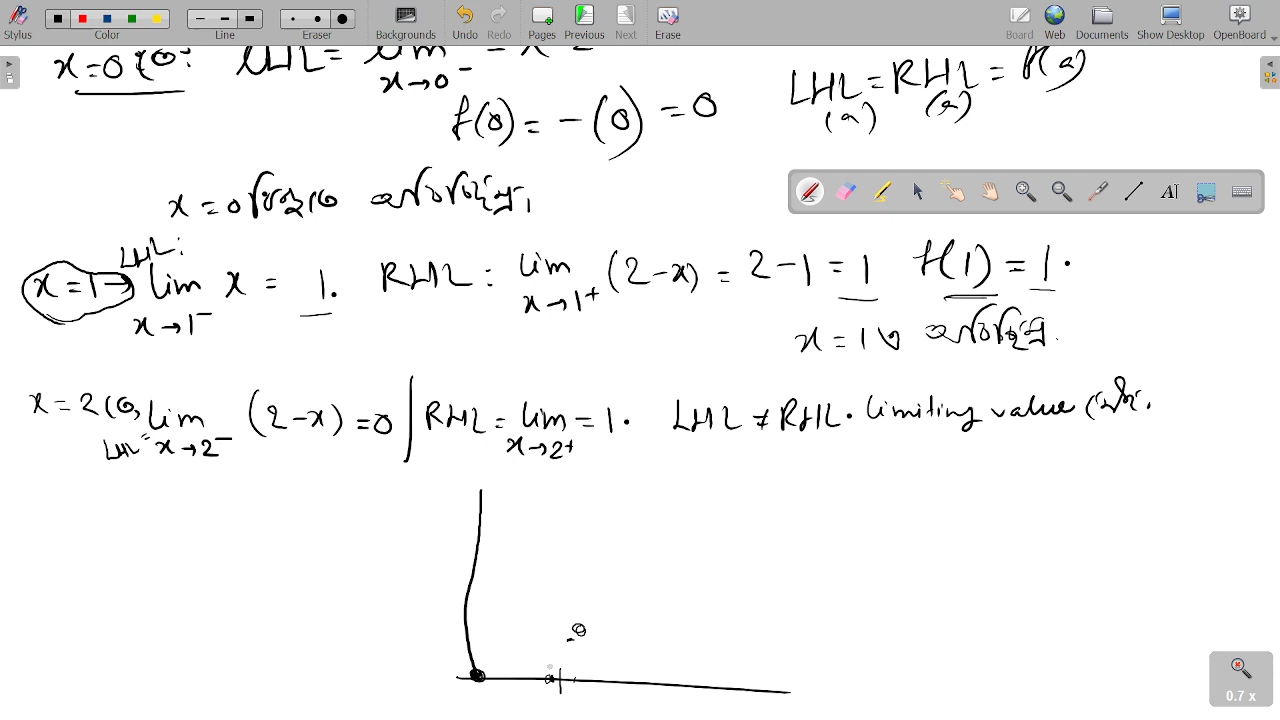 Stylus Color Line Eraser Backgrounds Undo Redo Pages Previous Next Erase Board Web Documents Show Desktop OpenBoard
x = 0 LHL = lim x→0⁻
LHL = RHL = f(a)
(a) (a)
f(0) = -(0) = 0
x = 0
LHL:
x = 1 → lim x→1⁻ x = 1. RHL : lim x→1⁺ (2-x) = 2-1 = 1 f(1) = 1.
x = 1 ও
x = 2 তে, LHL = lim x→2⁻ (2-x) = 0 RHL = lim x→2⁺ = 1. LHL ≠ RHL. limiting value
0.7 x